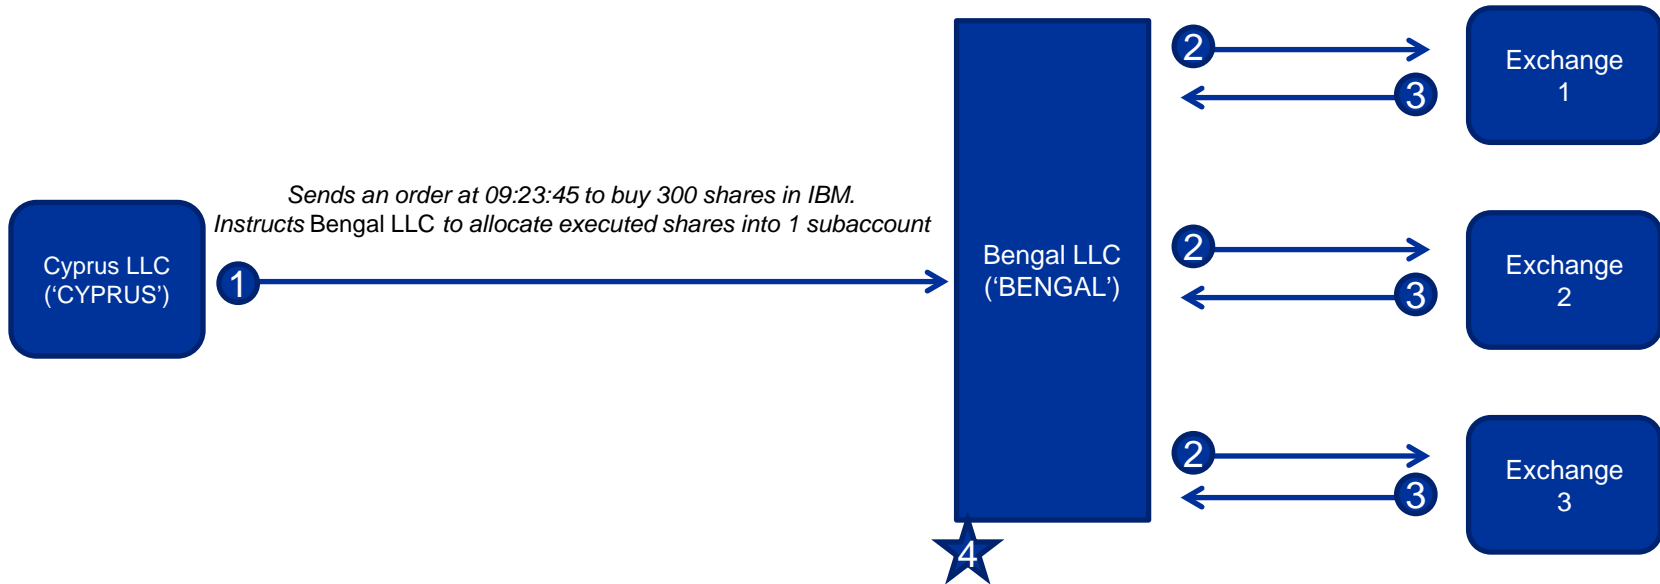 Cyprus LLC
(‘CYPRUS’)
1
Sends an order at 09:23:45 to buy 300 shares in IBM.
Instructs Bengal LLC to allocate executed shares into 1 subaccount
Bengal LLC
(‘BENGAL’)
2
3
Exchange
1
2
3
Exchange
2
2
3
Exchange
3
4